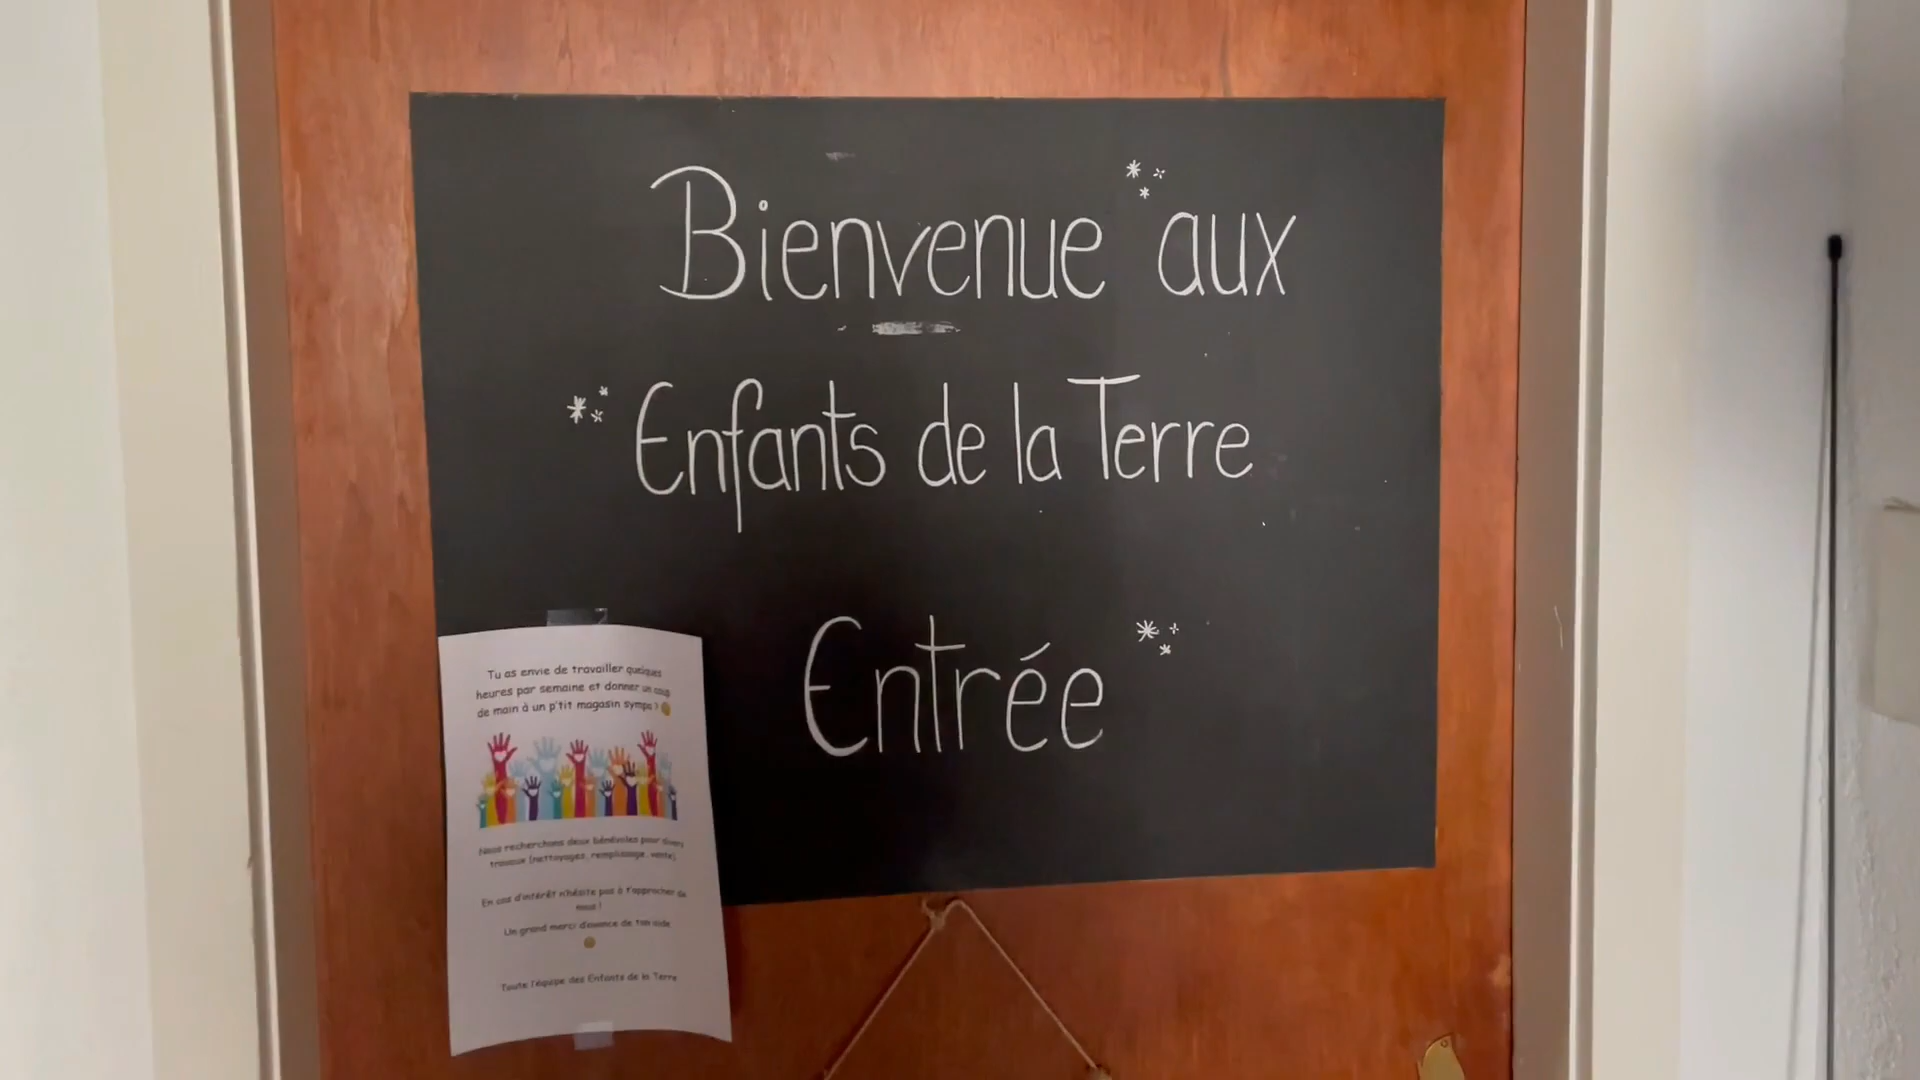 Bienvenue aux
Enfants de la Terre
Entrée
Tu as envie de travailler quelques
heures par semaine et donner un coup
de main à un p'tit magasin sympa ?
Nous recherchons deux bénévoles pour divers
travaux (nettoyages, remplissage, vente).
En cas d'intérêt n'hésite pas à t'approcher de
nous !
Un grand merci d'avance de ton aide
Toute l'équipe des Enfants de la Terre